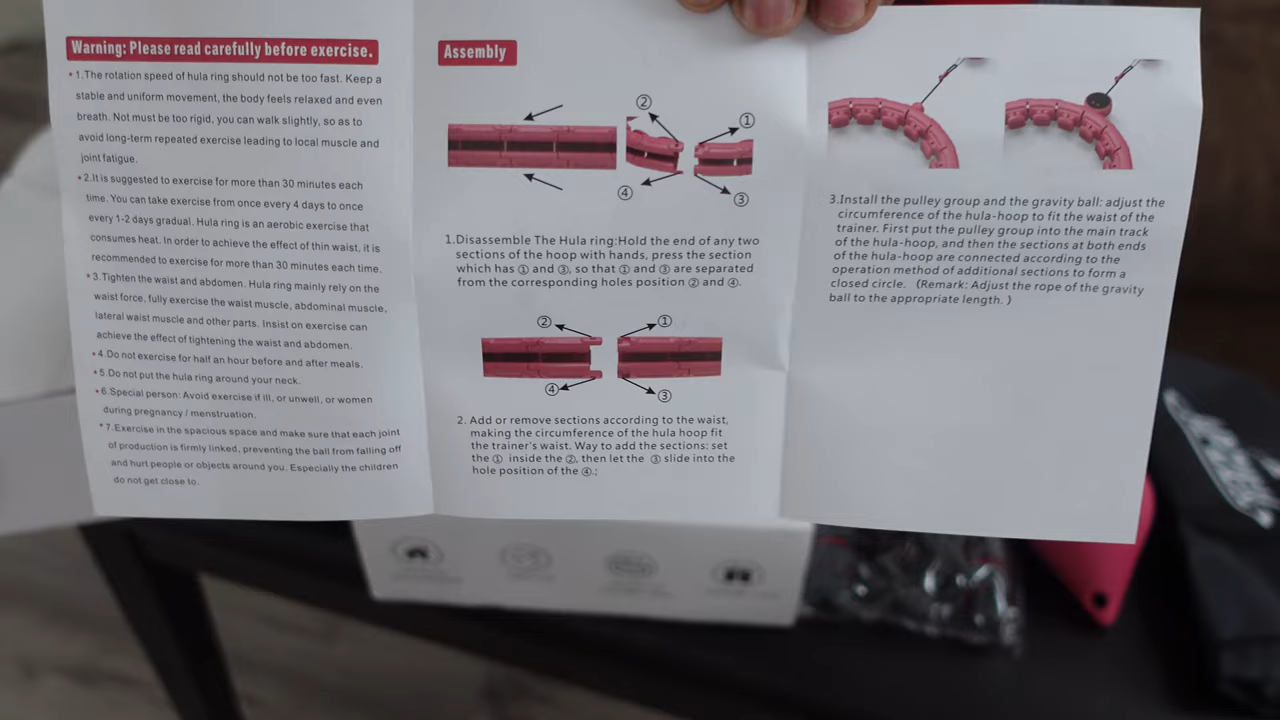 Warning: Please read carefully before exercise.
* 1.The rotation speed of hula ring should not be too fast. Keep a
stable and uniform movement, the body feels relaxed and even
breath. Not must be too rigid, you can walk slightly, so as to
avoid long-term repeated exercise leading to local muscle and
joint fatigue.
* 2.It is suggested to exercise for more than 30 minutes each
time. You can take exercise from once every 4 days to once
every 1-2 days gradual. Hula ring is an aerobic exercise that
consumes heat. In order to achieve the effect of thin waist, it is
recommended to exercise for more than 30 minutes each time.
* 3.Tighten the waist and abdomen. Hula ring mainly rely on the
waist force, fully exercise the waist muscle, abdominal muscle,
lateral waist muscle and other parts. Insist on exercise can
achieve the effect of tightening the waist and abdomen.
* 4.Do not exercise for half an hour before and after meals.
* 5.Do not put the hula ring around your neck.
* 6.Special person: Avoid exercise if ill, or unwell, or women
during pregnancy / menstruation.
* 7.Exercise in the spacious space and make sure that each joint
of production is firmly linked, preventing the ball from falling off
and hurt people or objects around you. Especially the children
do not get close to.
Assembly
② ①
④ ③
1.Disassemble The Hula ring:Hold the end of any two
sections of the hoop with hands, press the section
which has ① and ③, so that ① and ③ are separated
from the corresponding holes position ② and ④.
② ①
④ ③
2. Add or remove sections according to the waist,
making the circumference of the hula hoop fit
the trainer's waist. Way to add the sections: set
the ① inside the ②, then let the ③ slide into the
hole position of the ④.;
3.Install the pulley group and the gravity ball: adjust the
circumference of the hula-hoop to fit the waist of the
trainer. First put the pulley group into the main track
of the hula-hoop, and then the sections at both ends
of the hula-hoop are connected according to the
operation method of additional sections to form a
closed circle. (Remark: Adjust the rope of the gravity
ball to the appropriate length. )